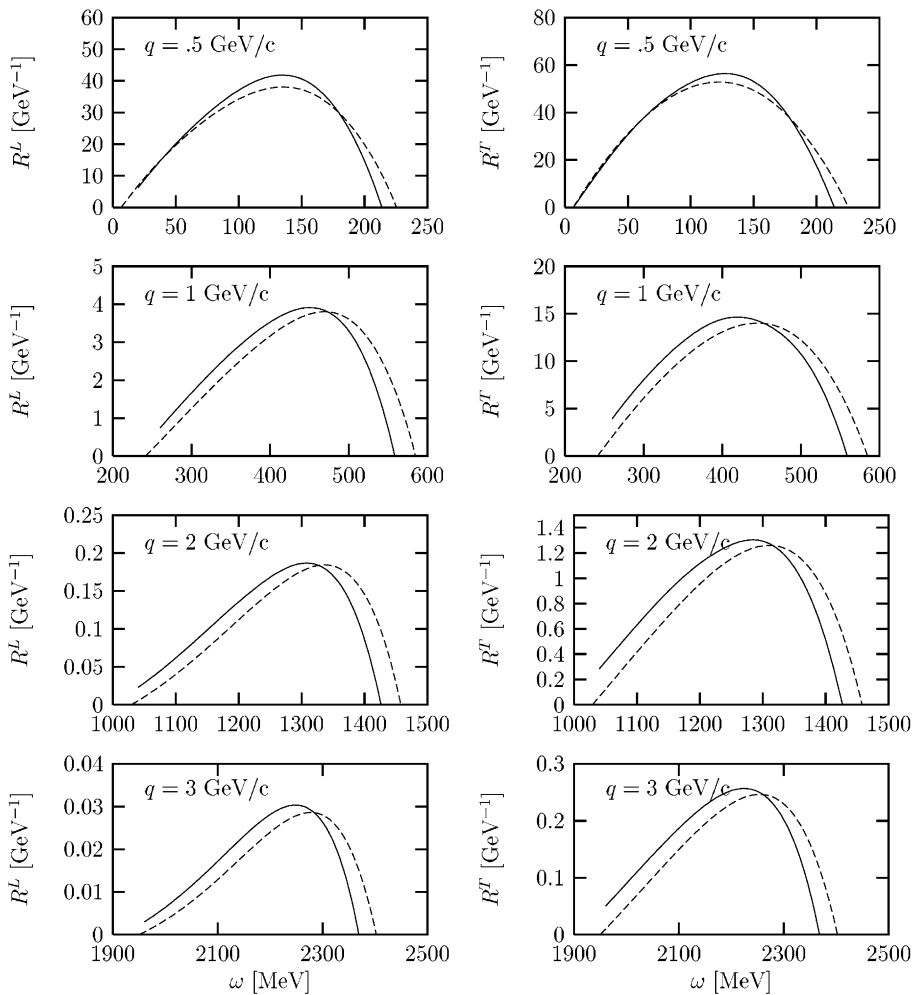 60
50
40
30
20
10
0
R^L [GeV⁻¹]
q = .5 GeV/c
0 50 100 150 200 250
80
60
40
20
0
R^T [GeV⁻¹]
q = .5 GeV/c
0 50 100 150 200 250
5
4
3
2
1
0
R^L [GeV⁻¹]
q = 1 GeV/c
200 300 400 500 600
20
15
10
5
0
R^T [GeV⁻¹]
q = 1 GeV/c
200 300 400 500 600
0.25
0.2
0.15
0.1
0.05
0
R^L [GeV⁻¹]
q = 2 GeV/c
1000 1100 1200 1300 1400 1500
1.4
1.2
1
0.8
0.6
0.4
0.2
0
R^T [GeV⁻¹]
q = 2 GeV/c
1000 1100 1200 1300 1400 1500
0.04
0.03
0.02
0.01
0
R^L [GeV⁻¹]
q = 3 GeV/c
1900 2100 2300 2500
ω [MeV]
0.3
0.2
0.1
0
R^T [GeV⁻¹]
q = 3 GeV/c
1900 2100 2300 2500
ω [MeV]